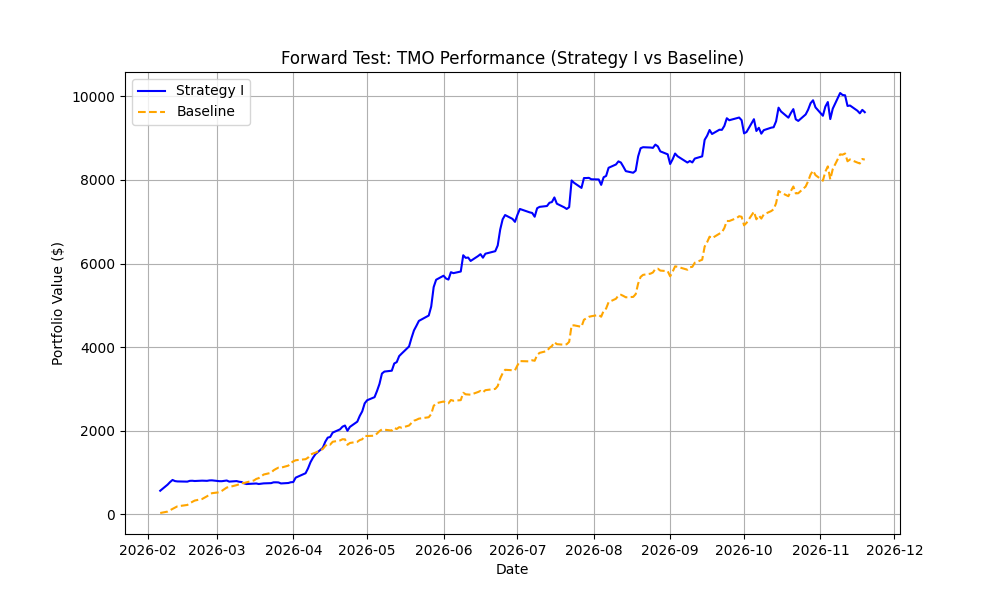 Forward Test: TMO Performance (Strategy I vs Baseline)
Strategy I
Baseline
Portfolio Value ($)
10000
8000
6000
4000
2000
0
2026-02 2026-03 2026-04 2026-05 2026-06 2026-07 2026-08 2026-09 2026-10 2026-11 2026-12
Date